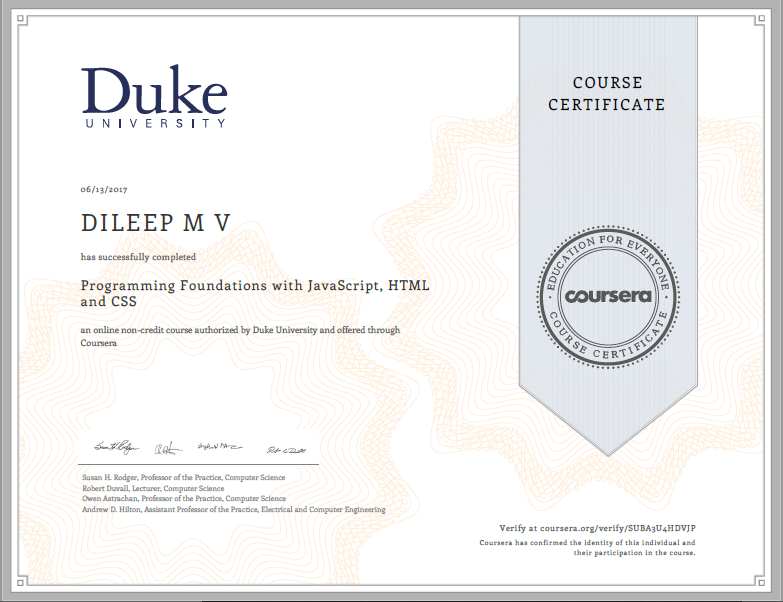 Duke
UNIVERSITY
COURSE
CERTIFICATE
06/13/2017
DILEEP M V
has successfully completed
Programming Foundations with JavaScript, HTML
and CSS
an online non-credit course authorized by Duke University and offered through
Coursera
EDUCATION FOR EVERYONE
coursera
COURSE CERTIFICATE
Susan H. Rodger, Professor of the Practice, Computer Science
Robert Duvall, Lecturer, Computer Science
Owen Astrachan, Professor of the Practice, Computer Science
Andrew D. Hilton, Assistant Professor of the Practice, Electrical and Computer Engineering
Verify at coursera.org/verify/SUBA3U4HDVJP
Coursera has confirmed the identity of this individual and
their participation in the course.